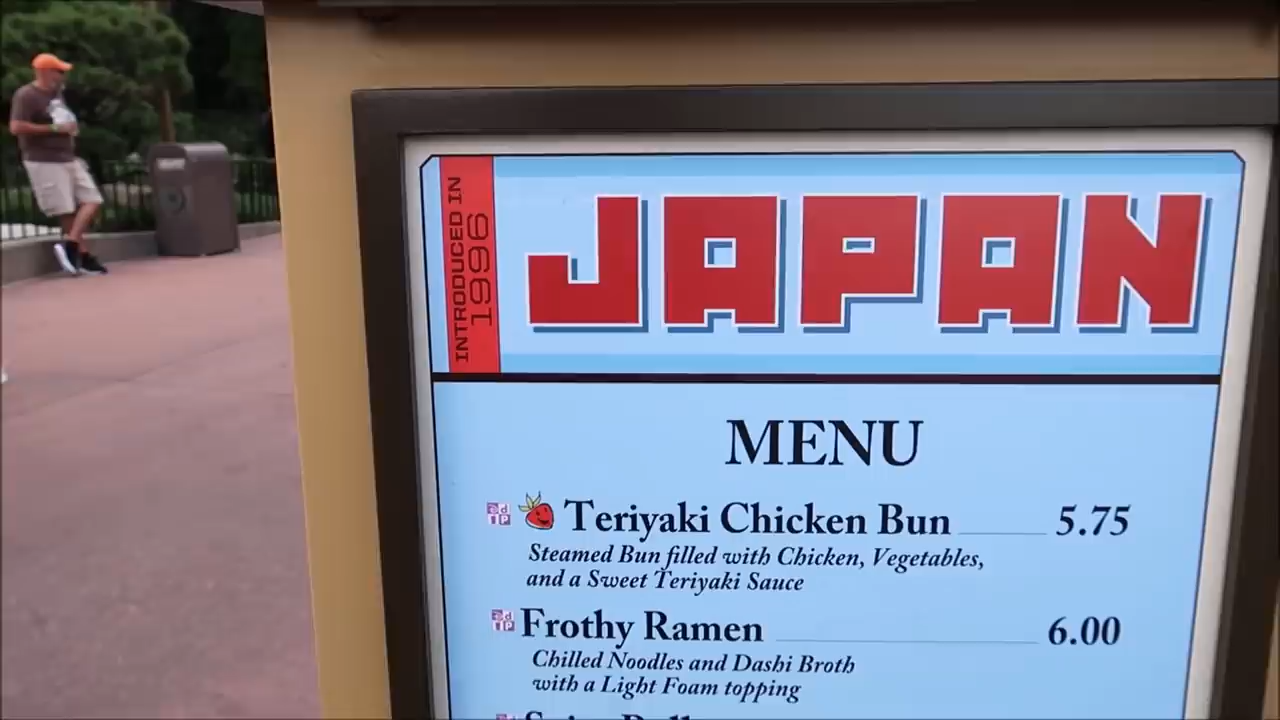 INTRODUCED IN
1996
JAPAN
MENU
Teriyaki Chicken Bun 5.75
Steamed Bun filled with Chicken, Vegetables,
and a Sweet Teriyaki Sauce
Frothy Ramen 6.00
Chilled Noodles and Dashi Broth
with a Light Foam topping